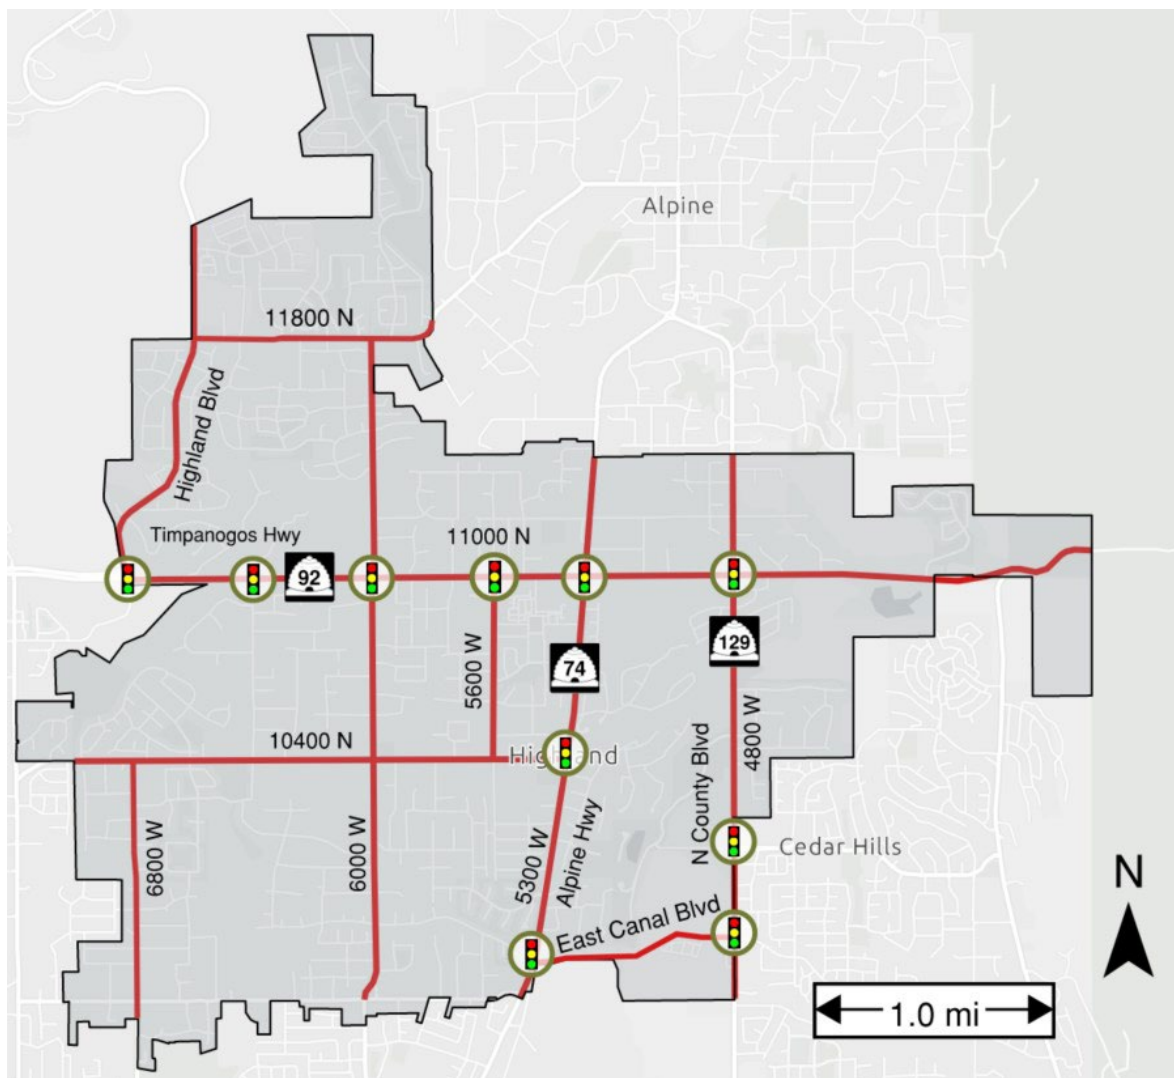 Alpine
11800 N
Highland Blvd
Timpanogos Hwy
11000 N
92
5600 W
74
129
10400 N
Highland
4800 W
N County Blvd
6800 W
6000 W
5300 W
Alpine Hwy
Cedar Hills
East Canal Blvd
N
1.0 mi